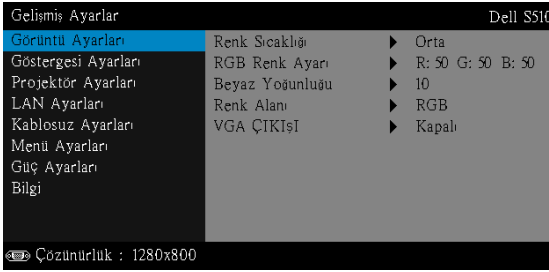 Gelişmiş Ayarlar Dell S510
Görüntü Ayarları Renk Sıcaklığı Orta
Göstergesi Ayarları RGB Renk Ayarı R: 50 G: 50 B: 50
Projektör Ayarları Beyaz Yoğunluğu 10
LAN Ayarları Renk Alanı RGB
Kablosuz Ayarları VGA ÇIKIşI Kapalı
Menü Ayarları
Güç Ayarları
Bilgi
Çözünürlük : 1280x800